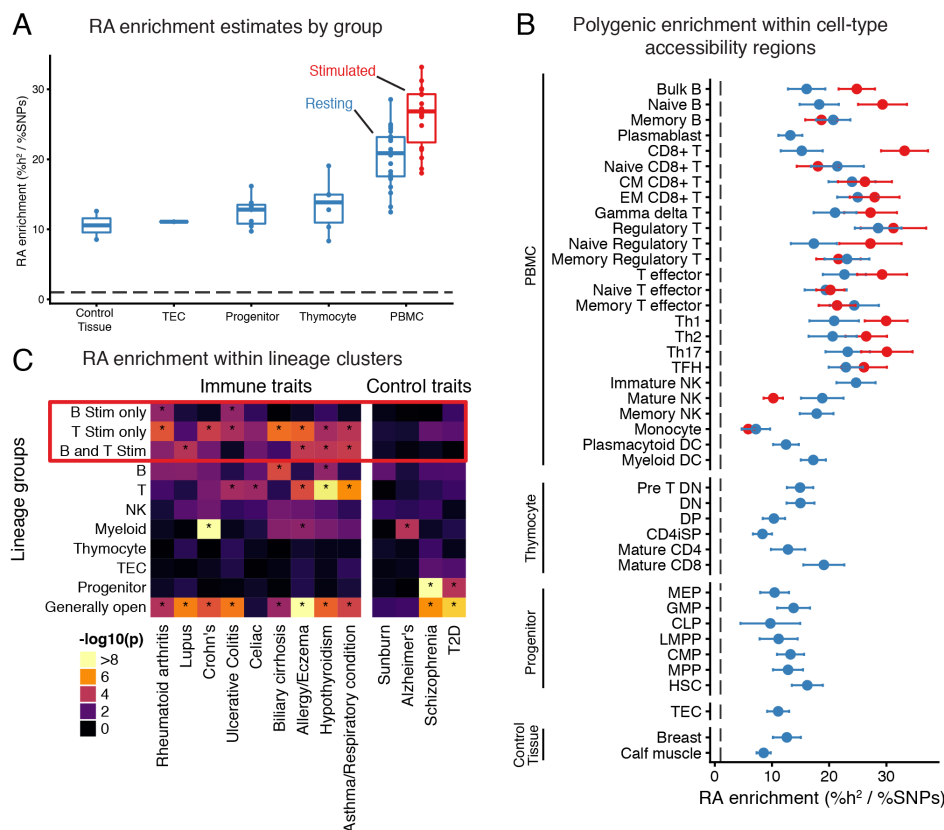 A
RA enrichment estimates by group
RA enrichment (%h² / %SNPs)
30
20
10
0
Stimulated
Resting
Control
Tissue
TEC
Progenitor
Thymocyte
PBMC
B
Polygenic enrichment within cell-type
accessibility regions
PBMC
Bulk B
Naive B
Memory B
Plasmablast
CD8+ T
Naive CD8+ T
CM CD8+ T
EM CD8+ T
Gamma delta T
Regulatory T
Naive Regulatory T
Memory Regulatory T
T effector
Naive T effector
Memory T effector
Th1
Th2
Th17
TFH
Immature NK
Mature NK
Memory NK
Monocyte
Plasmacytoid DC
Myeloid DC
Thymocyte
Pre T DN
DN
DP
CD4iSP
Mature CD4
Mature CD8
Progenitor
MEP
GMP
CLP
LMPP
CMP
MPP
HSC
TEC
Control
Tissue
Breast
Calf muscle
0 10 20 30
RA enrichment (%h² / %SNPs)
C
RA enrichment within lineage clusters
Immune traits Control traits
Lineage groups
B Stim only * *
T Stim only * * * * * * *
B and T Stim * * * *
B * *
T * * * * *
NK
Myeloid * * *
Thymocyte
TEC
Progenitor * *
Generally open * * * * * * * * * *
-log10(p)
>8
6
4
2
0
Rheumatoid arthritis
Lupus
Crohn's
Ulcerative Colitis
Celiac
Biliary cirrhosis
Allergy/Eczema
Hypothyroidism
Asthma/Respiratory condition
Sunburn
Alzheimer's
Schizophrenia
T2D